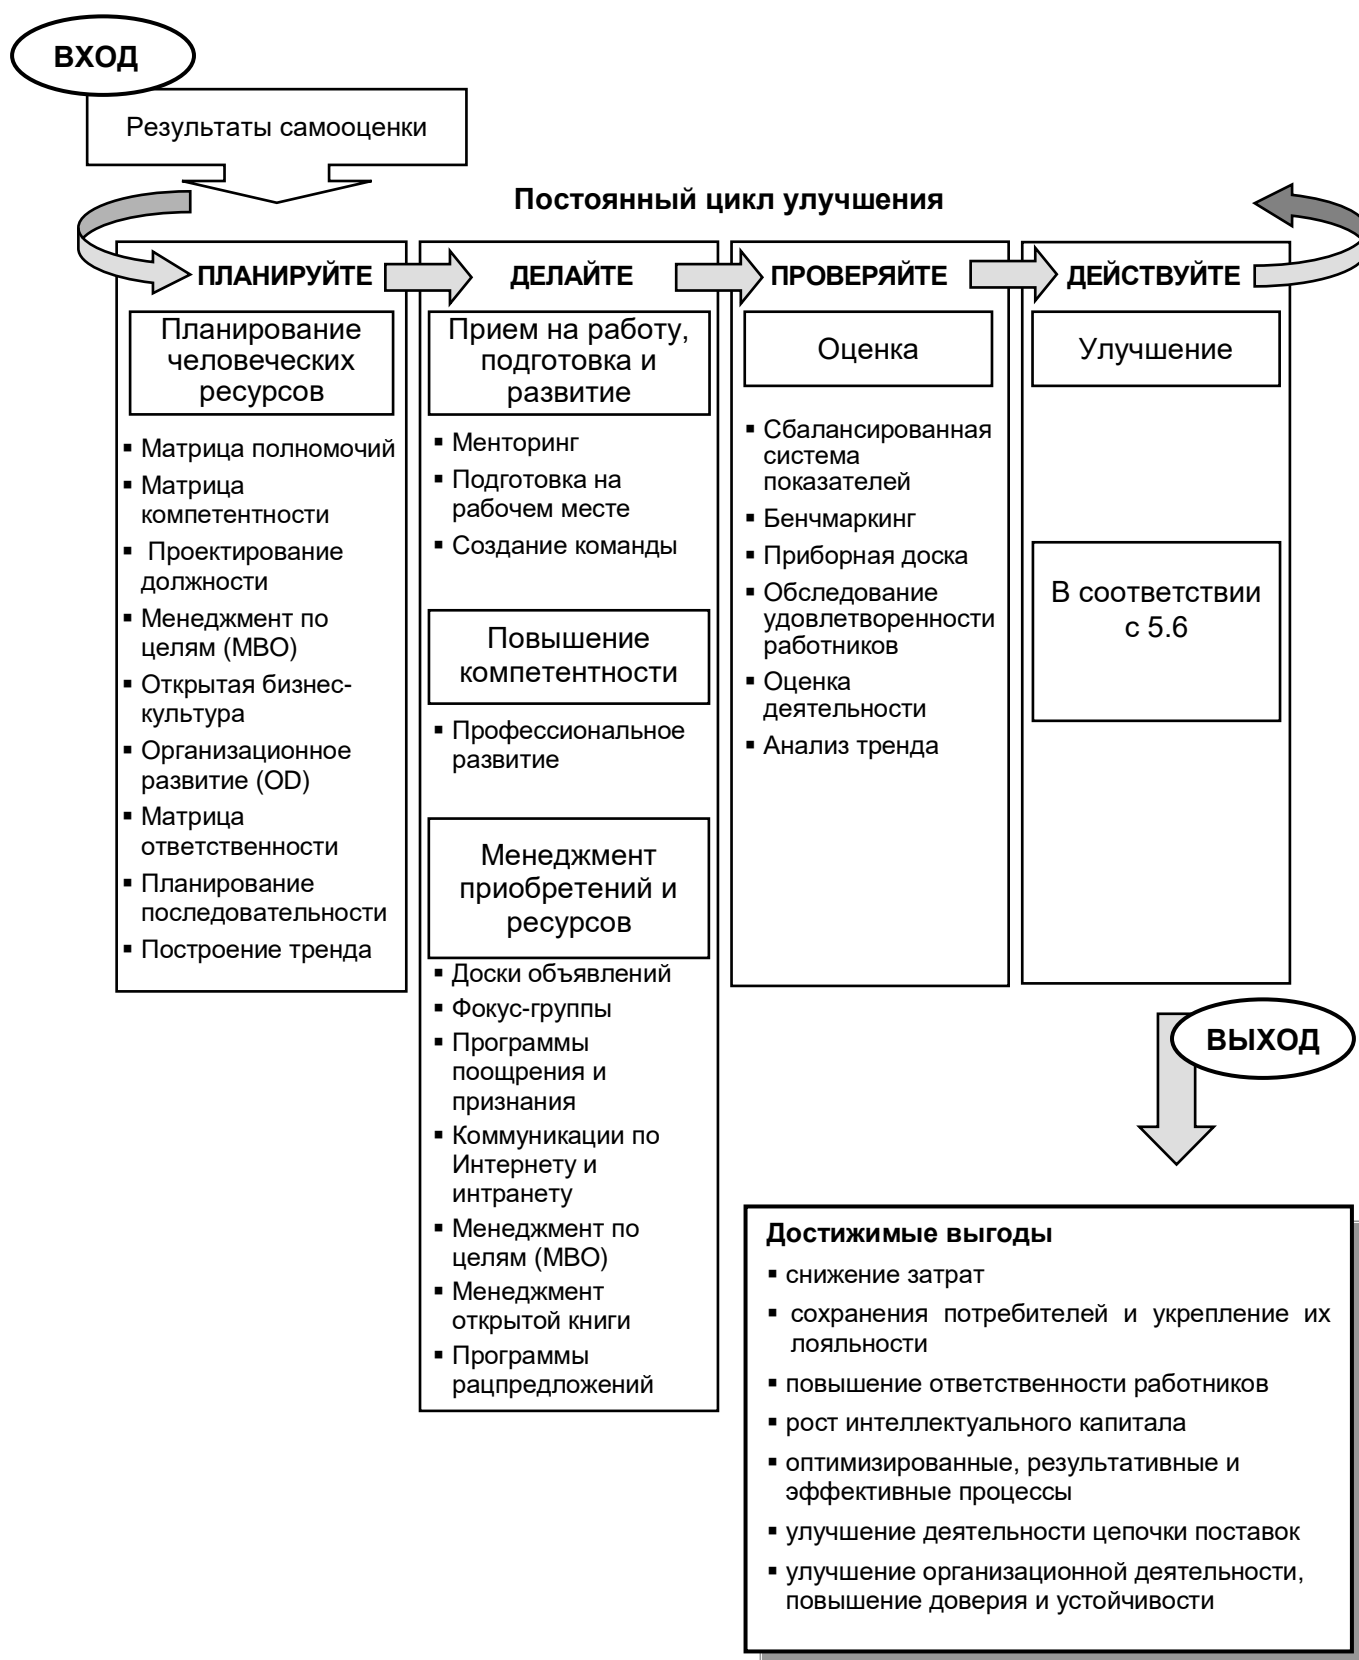 ВХОД
Результаты самооценки
Постоянный цикл улучшения
ПЛАНИРУЙТЕ
Планирование
человеческих
ресурсов
▪ Матрица полномочий
▪ Матрица
компетентности
▪ Проектирование
должности
▪ Менеджмент по
целям (МВО)
▪ Открытая бизнес-
культура
▪ Организационное
развитие (OD)
▪ Матрица
ответственности
▪ Планирование
последовательности
▪ Построение тренда
ДЕЛАЙТЕ
Прием на работу,
подготовка и
развитие
▪ Менторинг
▪ Подготовка на
рабочем месте
▪ Создание команды
Повышение
компетентности
▪ Профессиональное
развитие
Менеджмент
приобретений и
ресурсов
▪ Доски объявлений
▪ Фокус-группы
▪ Программы
поощрения и
признания
▪ Коммуникации по
Интернету и
интранету
▪ Менеджмент по
целям (МВО)
▪ Менеджмент
открытой книги
▪ Программы
рацпредложений
ПРОВЕРЯЙТЕ
Оценка
▪ Сбалансированная
система
показателей
▪ Бенчмаркинг
▪ Приборная доска
▪ Обследование
удовлетворенности
работников
▪ Оценка
деятельности
▪ Анализ тренда
ДЕЙСТВУЙТЕ
Улучшение
В соответствии
с 5.6
ВЫХОД
Достижимые выгоды
▪ снижение затрат
▪ сохранения потребителей и укрепление их
лояльности
▪ повышение ответственности работников
▪ рост интеллектуального капитала
▪ оптимизированные, результативные и
эффективные процессы
▪ улучшение деятельности цепочки поставок
▪ улучшение организационной деятельности,
повышение доверия и устойчивости